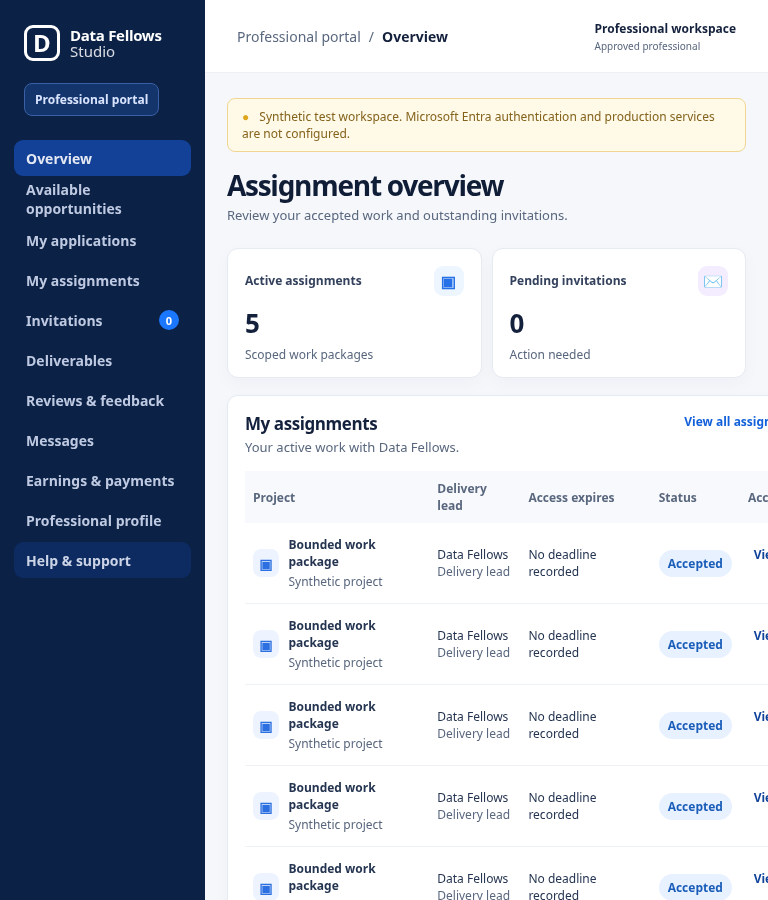 D
Data Fellows
Studio
Professional portal
Overview
Available
opportunities
My applications
My assignments
Invitations 0
Deliverables
Reviews & feedback
Messages
Earnings & payments
Professional profile
Help & support
Professional portal / Overview
Professional workspace
Approved professional
Synthetic test workspace. Microsoft Entra authentication and production services
are not configured.
Assignment overview
Review your accepted work and outstanding invitations.
Active assignments
5
Scoped work packages
Pending invitations
0
Action needed
My assignments
Your active work with Data Fellows.
View all
Project
Delivery
lead
Access expires
Status
Bounded work
package
Synthetic project
Data Fellows
Delivery lead
No deadline
recorded
Accepted
Bounded work
package
Synthetic project
Data Fellows
Delivery lead
No deadline
recorded
Accepted
Bounded work
package
Synthetic project
Data Fellows
Delivery lead
No deadline
recorded
Accepted
Bounded work
package
Synthetic project
Data Fellows
Delivery lead
No deadline
recorded
Accepted
Bounded work
package
Data Fellows
Delivery lead
No deadline
recorded
Accepted